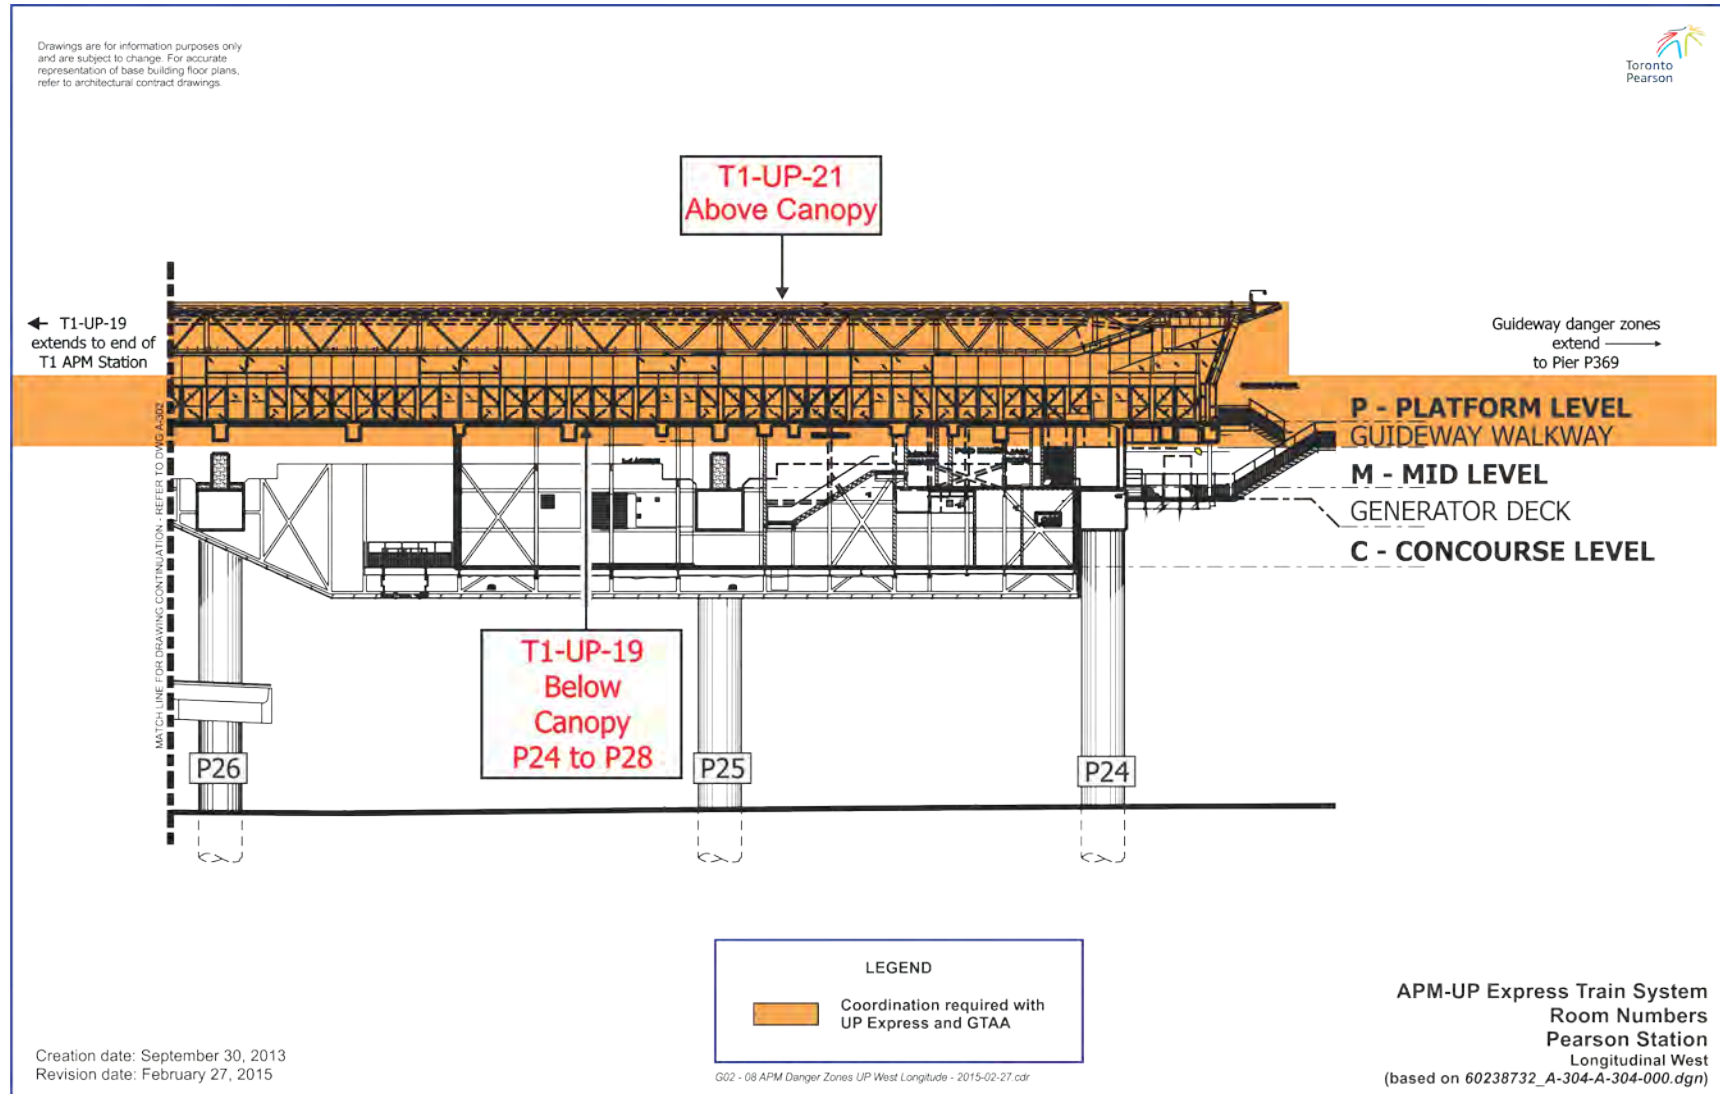 Drawings are for information purposes only
and are subject to change. For accurate
representation of base building floor plans,
refer to architectural contract drawings.
Toronto
Pearson
T1-UP-21
Above Canopy
← T1-UP-19
extends to end of
T1 APM Station
Guideway danger zones
extend →
to Pier P369
P - PLATFORM LEVEL
GUIDEWAY WALKWAY
M - MID LEVEL
GENERATOR DECK
C - CONCOURSE LEVEL
MATCH LINE FOR DRAWING CONTINUATION - REFER TO DWG A-302
T1-UP-19
Below
Canopy
P24 to P28
P26
P25
P24
LEGEND
Coordination required with
UP Express and GTAA
APM-UP Express Train System
Room Numbers
Pearson Station
Longitudinal West
(based on 60238732_A-304-A-304-000.dgn)
Creation date: September 30, 2013
Revision date: February 27, 2015
G02 - 08 APM Danger Zones UP West Longitude - 2015-02-27.cdr